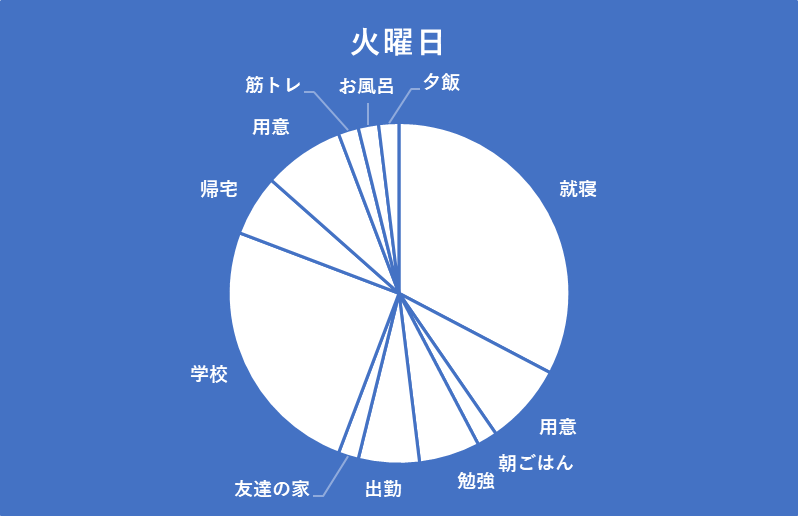 火曜日
筋トレ
お風呂
夕飯
用意
帰宅
就寝
学校
用意
朝ごはん
勉強
出勤
友達の家